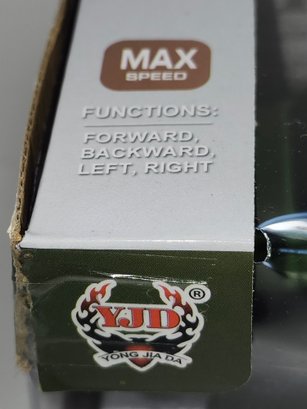 MAX
SPEED
FUNCTIONS:
FORWARD,
BACKWARD,
LEFT, RIGHT
YJD ®
YONG JIA DA